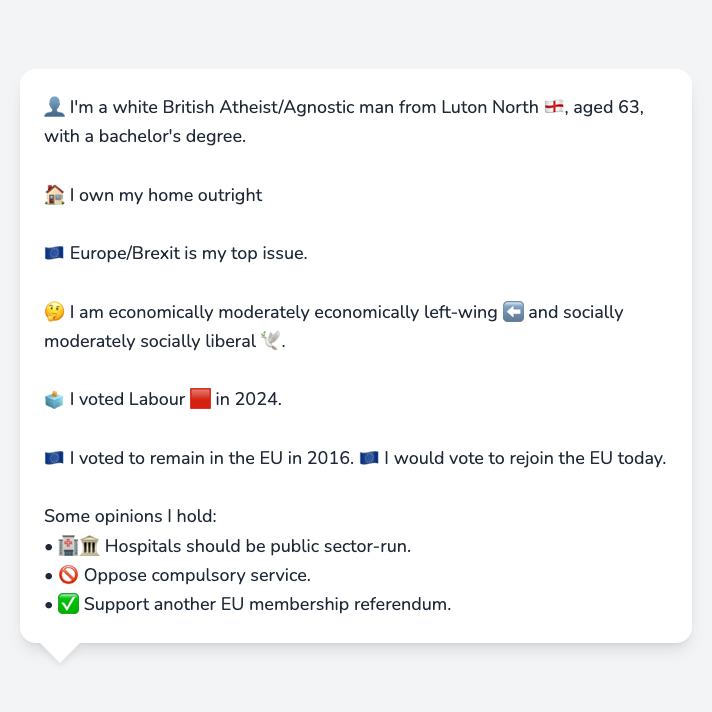 👤 I'm a white British Atheist/Agnostic man from Luton North 🏴󠁧󠁢󠁥󠁮󠁧󠁿, aged 63,
with a bachelor's degree.
🏠 I own my home outright
🇪🇺 Europe/Brexit is my top issue.
🤔 I am economically moderately economically left-wing ⬅️ and socially
moderately socially liberal 🕊️.
🗳️ I voted Labour 🟥 in 2024.
🇪🇺 I voted to remain in the EU in 2016. 🇪🇺 I would vote to rejoin the EU today.
Some opinions I hold:
• 🏥🏛️ Hospitals should be public sector-run.
• 🚫 Oppose compulsory service.
• ✅ Support another EU membership referendum.